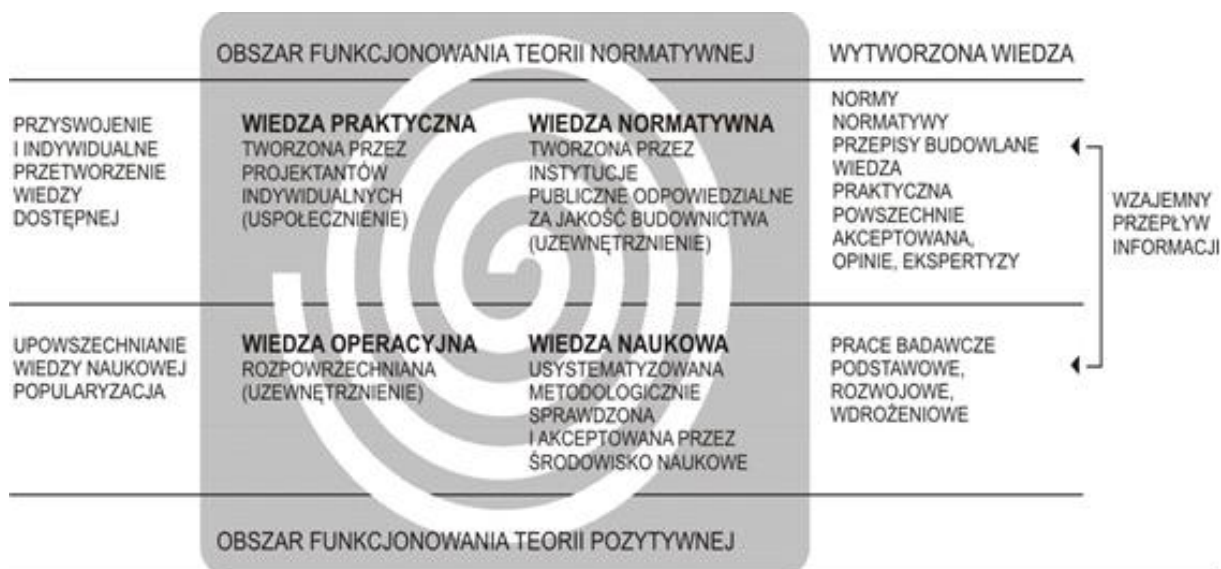 OBSZAR FUNKCJONOWANIA TEORII NORMATYWNEJ
WYTWORZONA WIEDZA
PRZYSWOJENIE
I INDYWIDUALNE
PRZETWORZENIE
WIEDZY
DOSTĘPNEJ
WIEDZA PRAKTYCZNA
TWORZONA PRZEZ
PROJEKTANTÓW
INDYWIDUALNYCH
(USPOŁECZNIENIE)
WIEDZA NORMATYWNA
TWORZONA PRZEZ
INSTYTUCJE
PUBLICZNE ODPOWIEDZIALNE
ZA JAKOŚĆ BUDOWNICTWA
(UZEWNĘTRZNIENIE)
NORMY
NORMATYWY
PRZEPISY BUDOWLANE
WIEDZA
PRAKTYCZNA
POWSZECHNIE
AKCEPTOWANA,
OPINIE, EKSPERTYZY
WZAJEMNY
PRZEPŁYW
INFORMACJI
UPOWSZECHNIANIE
WIEDZY NAUKOWEJ
POPULARYZACJA
WIEDZA OPERACYJNA
ROZPOWRZECHNIANA
(UZEWNĘTRZNIENIE)
WIEDZA NAUKOWA
USYSTEMATYZOWANA
METODOLOGICZNIE
SPRAWDZONA
I AKCEPTOWANA PRZEZ
ŚRODOWISKO NAUKOWE
PRACE BADAWCZE
PODSTAWOWE,
ROZWOJOWE,
WDROŻENIOWE
OBSZAR FUNKCJONOWANIA TEORII POZYTYWNEJ